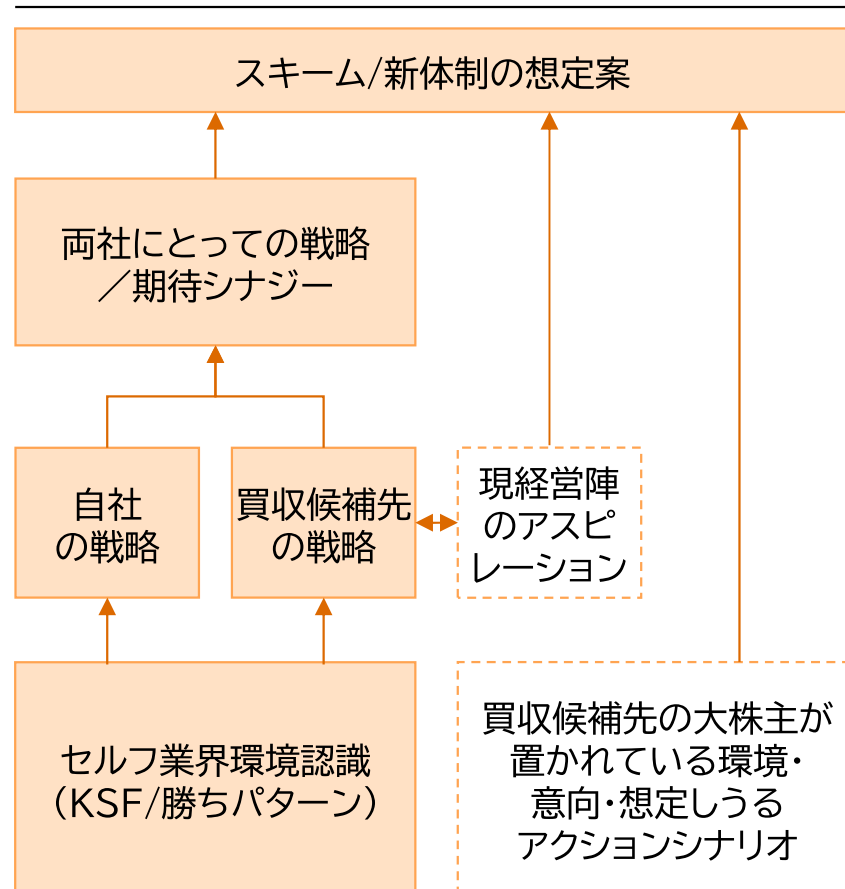 スキーム/新体制の想定案
両社にとっての戦略
／期待シナジー
自社
の戦略
買収候補先
の戦略
現経営陣
のアスピ
レーション
セルフ業界環境認識
（KSF/勝ちパターン）
買収候補先の大株主が
置かれている環境・
意向・想定しうる
アクションシナリオ